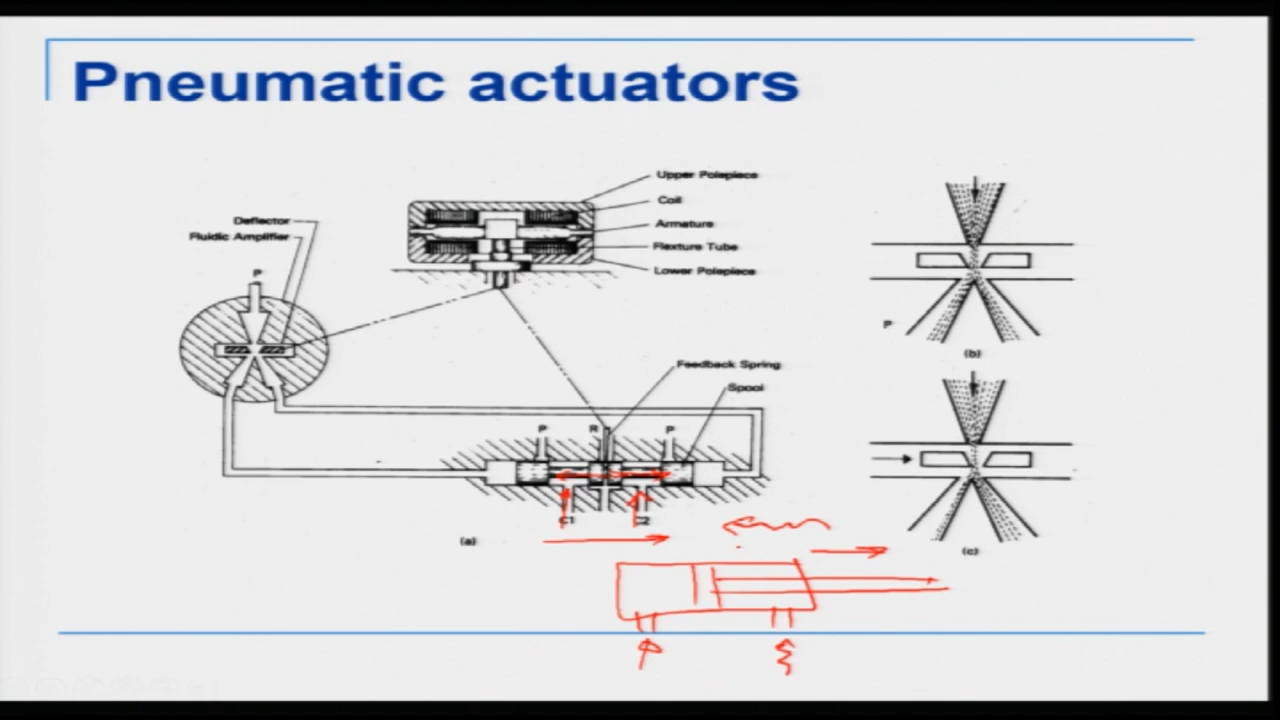 Pneumatic actuators
Upper Polepiece
Coil
Armature
Flexture Tube
Lower Polepiece
Deflector
Fluidic Amplifier
P
P
(b)
Feedback Spring
Spool
P
R
P
C1
C2
(a)
(c)
P